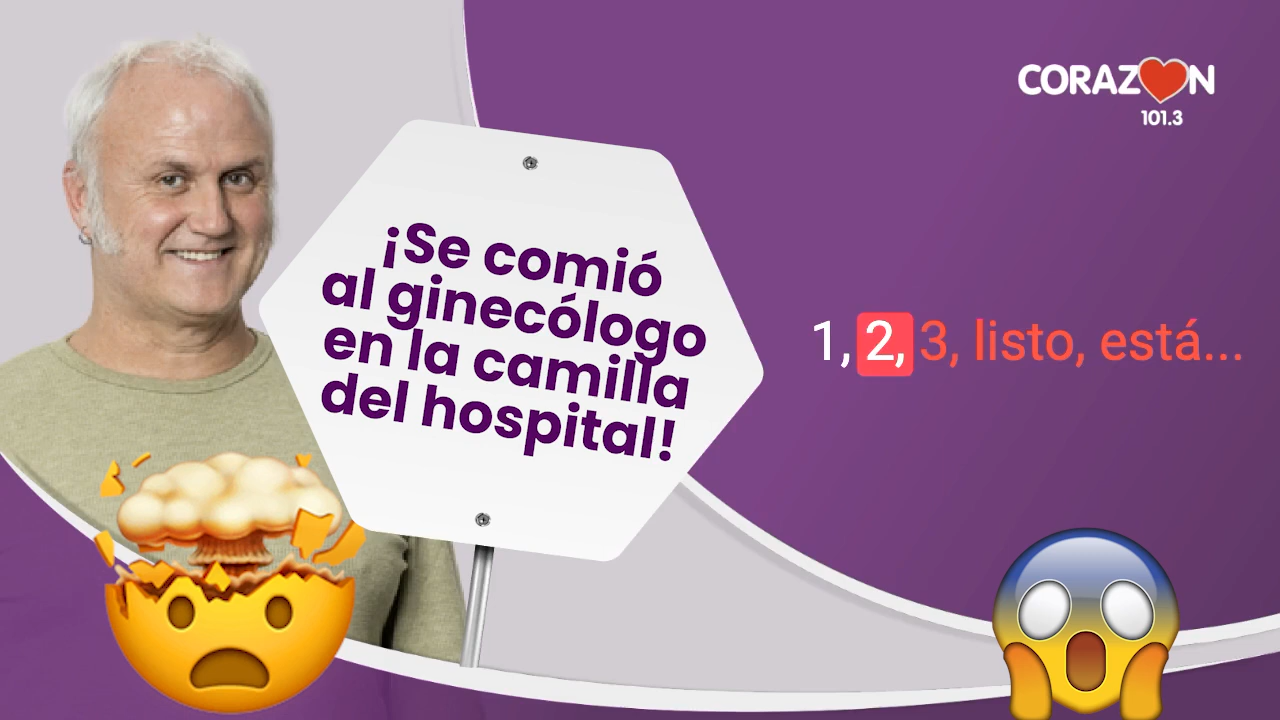 CORAZON
101.3
¡Se comió
al ginecólogo
en la camilla
del hospital!
1, 2, 3, listo, está...